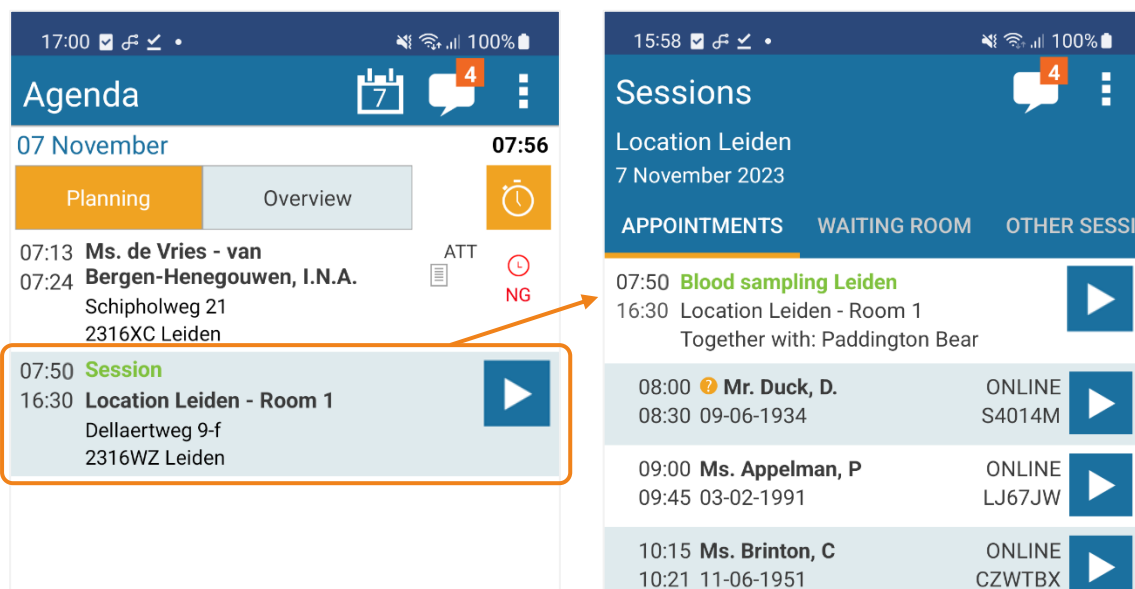 17:00 100%
Agenda 7 4
07 November 07:56
Planning Overview
07:13 Ms. de Vries - van ATT
07:24 Bergen-Henegouwen, I.N.A. NG
Schipholweg 21
2316XC Leiden
07:50 Session
16:30 Location Leiden - Room 1
Dellaertweg 9-f
2316WZ Leiden
15:58 100%
Sessions 4
Location Leiden
7 November 2023
APPOINTMENTS WAITING ROOM OTHER SESSI
07:50 Blood sampling Leiden
16:30 Location Leiden - Room 1
Together with: Paddington Bear
08:00 ? Mr. Duck, D. ONLINE
08:30 09-06-1934 S4014M
09:00 Ms. Appelman, P ONLINE
09:45 03-02-1991 LJ67JW
10:15 Ms. Brinton, C ONLINE
10:21 11-06-1951 CZWTBX